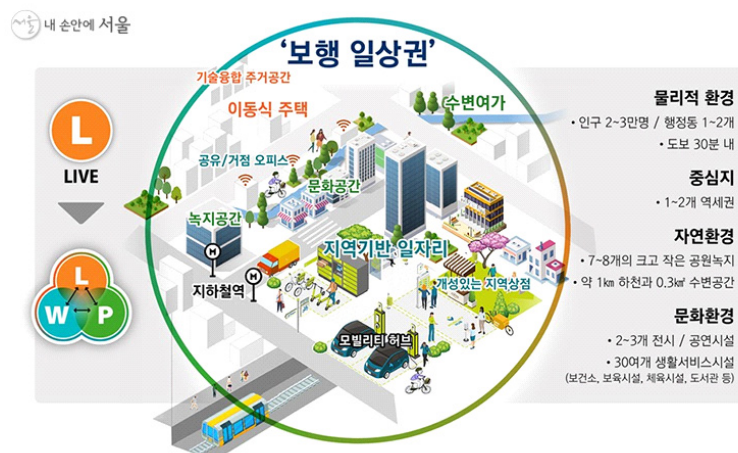 서울 내 손안에 서울
'보행 일상권'
기술융합 주거공간
이동식 주택
수변여가
공유/거점 오피스
문화공간
녹지공간
지역기반 일자리
M
지하철역
M
개성있는 지역상점
모빌리티 허브
L
LIVE
L
W P
물리적 환경
• 인구 2~3만명 / 행정동 1~2개
• 도보 30분 내
중심지
• 1~2개 역세권
자연환경
• 7~8개의 크고 작은 공원녹지
• 약 1㎞ 하천과 0.3㎢ 수변공간
문화환경
• 2~3개 전시 / 공연시설
• 30여개 생활서비스시설
(보건소, 보육시설, 체육시설, 도서관 등)